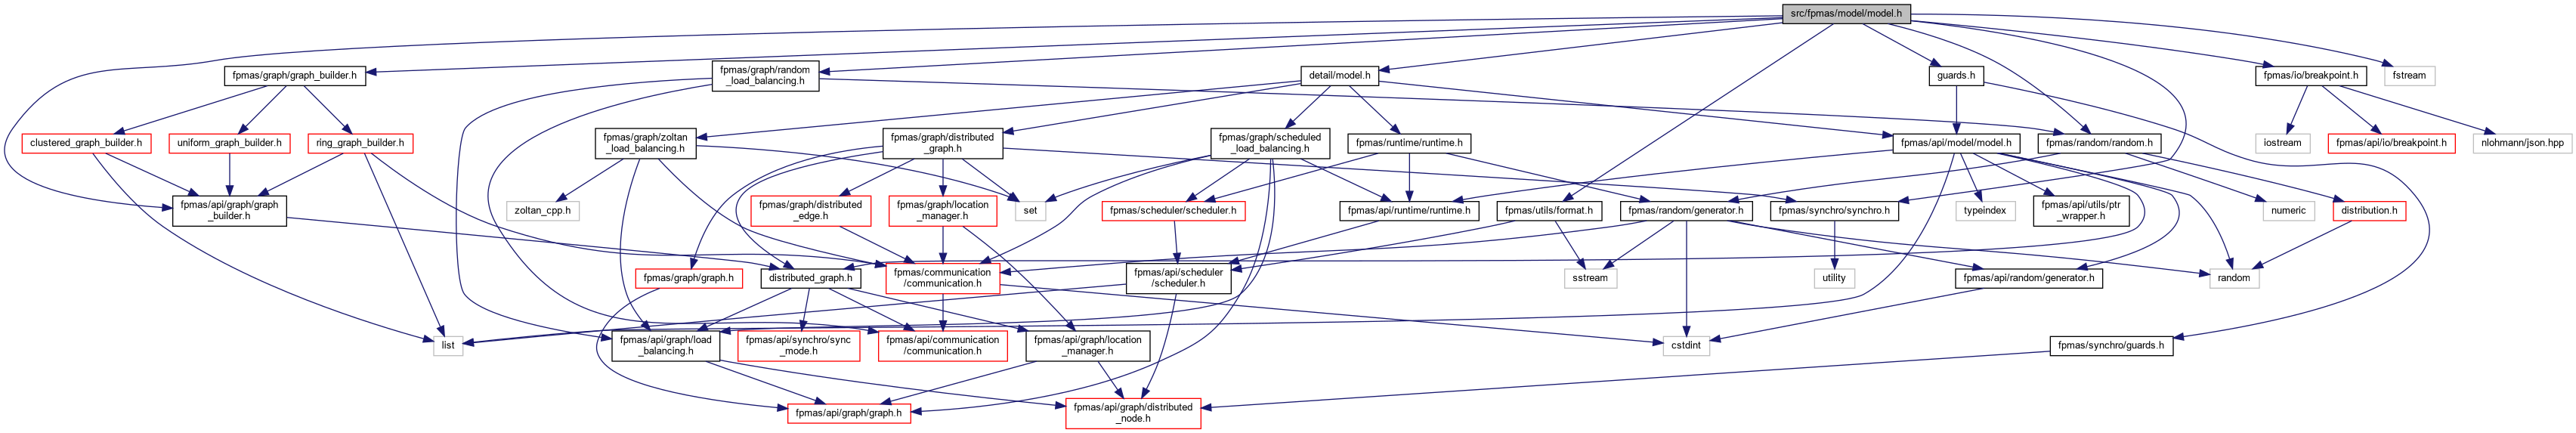 src/fpmas/model/model.h
fpmas/graph/graph_builder.h
fpmas/graph/random
_load_balancing.h
detail/model.h
guards.h
fpmas/io/breakpoint.h
fstream
clustered_graph_builder.h
uniform_graph_builder.h
ring_graph_builder.h
fpmas/graph/zoltan
_load_balancing.h
fpmas/graph/distributed
_graph.h
fpmas/graph/scheduled
_load_balancing.h
fpmas/runtime/runtime.h
fpmas/api/model/model.h
fpmas/random/random.h
iostream
fpmas/api/io/breakpoint.h
nlohmann/json.hpp
fpmas/api/graph/graph
_builder.h
zoltan_cpp.h
fpmas/graph/distributed
_edge.h
fpmas/graph/location
_manager.h
set
fpmas/scheduler/scheduler.h
fpmas/api/runtime/runtime.h
fpmas/utils/format.h
fpmas/random/generator.h
fpmas/synchro/synchro.h
typeindex
fpmas/api/utils/ptr
_wrapper.h
numeric
distribution.h
fpmas/graph/graph.h
distributed_graph.h
fpmas/communication
/communication.h
fpmas/api/scheduler
/scheduler.h
sstream
utility
fpmas/api/random/generator.h
random
list
fpmas/api/graph/load
_balancing.h
fpmas/api/synchro/sync
_mode.h
fpmas/api/communication
/communication.h
fpmas/api/graph/location
_manager.h
cstdint
fpmas/synchro/guards.h
fpmas/api/graph/graph.h
fpmas/api/graph/distributed
_node.h